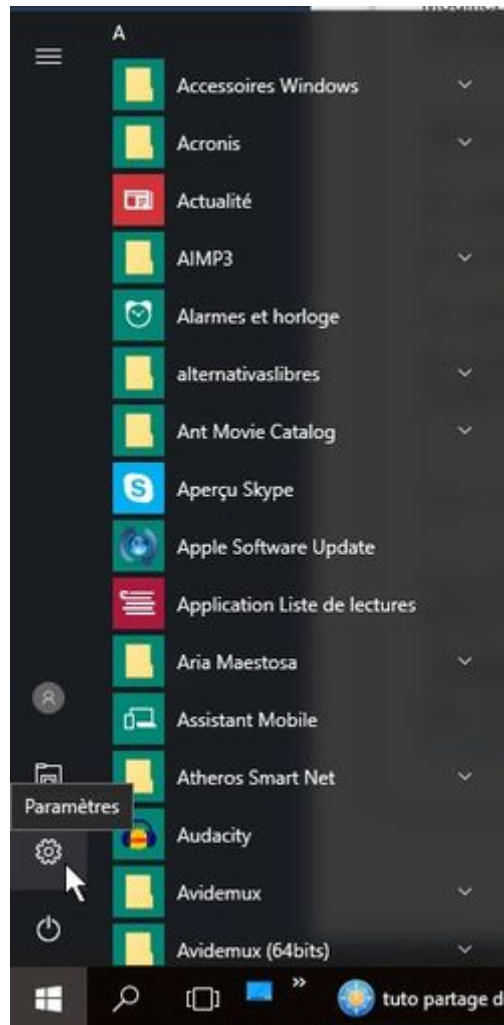 A
Accessoires Windows
Acronis
Actualité
AIMP3
Alarmes et horloge
alternativaslibres
Ant Movie Catalog
Aperçu Skype
Apple Software Update
Application Liste de lectures
Aria Maestosa
Assistant Mobile
Atheros Smart Net
Paramètres
Audacity
Avidemux
Avidemux (64bits)
tuto partage d